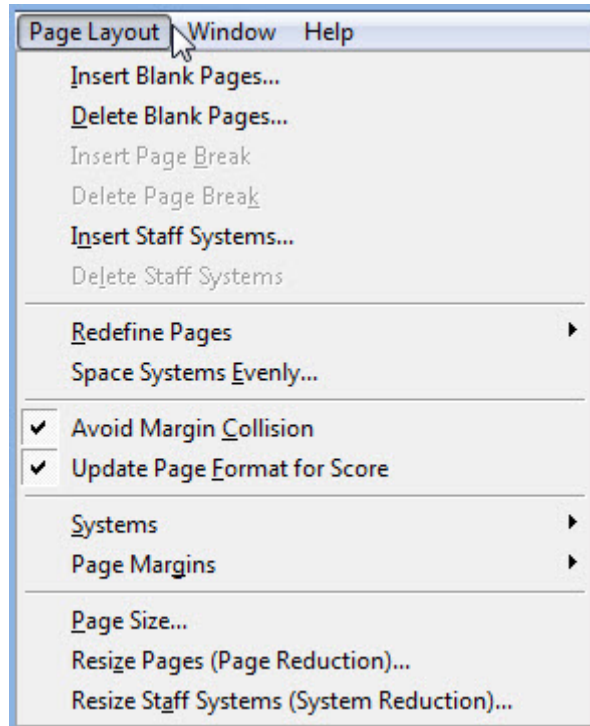 Page Layout Window Help
Insert Blank Pages...
Delete Blank Pages...
Insert Page Break
Delete Page Break
Insert Staff Systems...
Delete Staff Systems
Redefine Pages
Space Systems Evenly...
Avoid Margin Collision
Update Page Format for Score
Systems
Page Margins
Page Size...
Resize Pages (Page Reduction)...
Resize Staff Systems (System Reduction)...